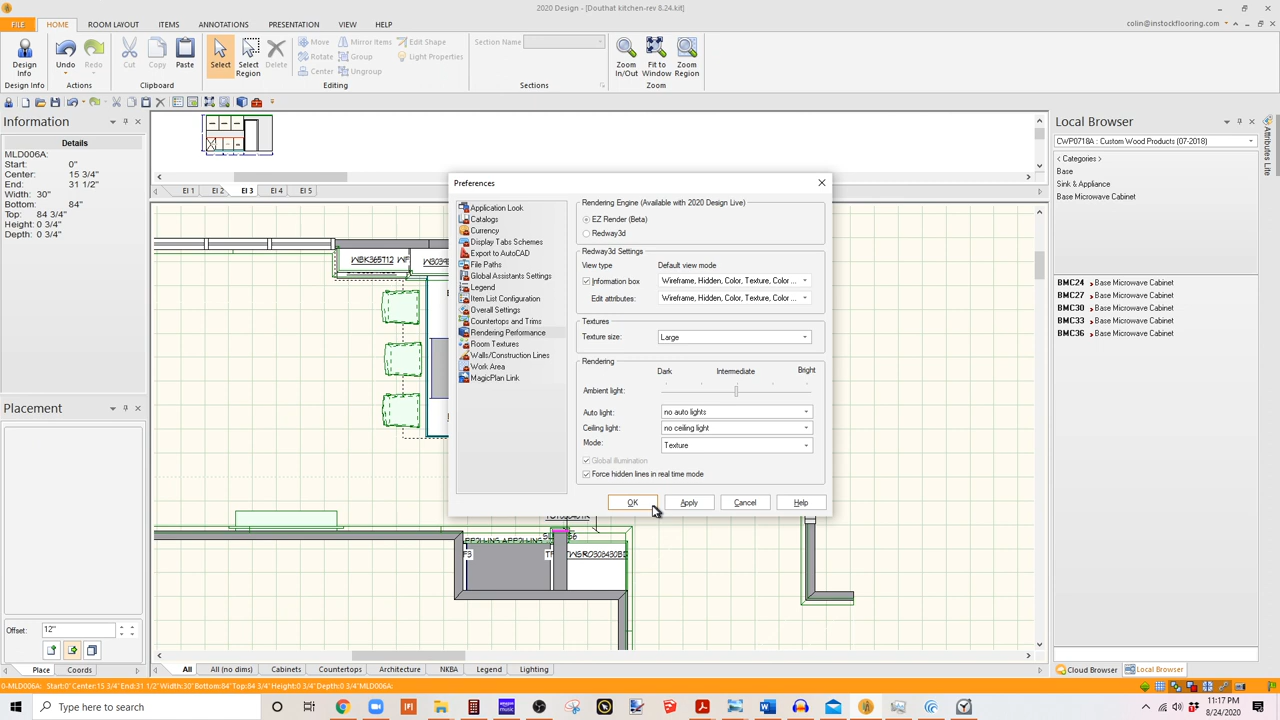 2020 Design - Douthat kitchen-rev 8.24.kit]
FILE HOME ROOM LAYOUT ITEMS ANNOTATIONS PRESENTATION VIEW HELP
colin@instockflooring.com
Design Info
Undo Redo
Cut Copy Paste
Select Select Region Delete
Move Mirror Items Edit Shape
Rotate Group Light Properties
Center Ungroup
Section Name
Zoom In/Out Fit to Window Zoom Region
Design Info Actions Clipboard Editing Sections Zoom
Information
Details
MLD006A:
Start: 0"
Center: 15 3/4"
End: 31 1/2"
Width: 30"
Bottom: 84"
Top: 84 3/4"
Height: 0 3/4"
Depth: 0 3/4"
El 1 El 2 El 3 El 4 El 5
Placement
Offset: 12"
Place Coords
WBK365T12 WF W3034
Preferences
Application Look
Catalogs
Currency
Display Tabs Schemes
Export to AutoCAD
File Paths
Global Assistants Settings
Legend
Item List Configuration
Overall Settings
Countertops and Trims
Rendering Performance
Room Textures
Walls/Construction Lines
Work Area
MagicPlan Link
Rendering Engine (Available with 2020 Design Live)
EZ Render (Beta)
Redway3d
Redway3d Settings
View type Default view mode
Information box Wireframe, Hidden, Color, Texture, Color ...
Edit attributes: Wireframe, Hidden, Color, Texture, Color ...
Textures
Texture size: Large
Rendering
Dark Intermediate Bright
Ambient light:
Auto light: no auto lights
Ceiling light: no ceiling light
Mode: Texture
Global illumination
Force hidden lines in real time mode
OK Apply Cancel Help
F3
Local Browser
CWP0718A : Custom Wood Products (07-2018)
< Categories >
Base
Sink & Appliance
Base Microwave Cabinet
BMC24 Base Microwave Cabinet
BMC27 Base Microwave Cabinet
BMC30 Base Microwave Cabinet
BMC33 Base Microwave Cabinet
BMC36 Base Microwave Cabinet
Attributes Lite
Cloud Browser Local Browser
All All (no dims) Cabinets Countertops Architecture NKBA Legend Lighting
0-MLD006A: Start:0" Center:15 3/4" End:31 1/2" Width:30" Bottom:84" Top:84 3/4" Height:0 3/4" Depth:0 3/4"
Type here to search
11:17 PM
8/24/2020